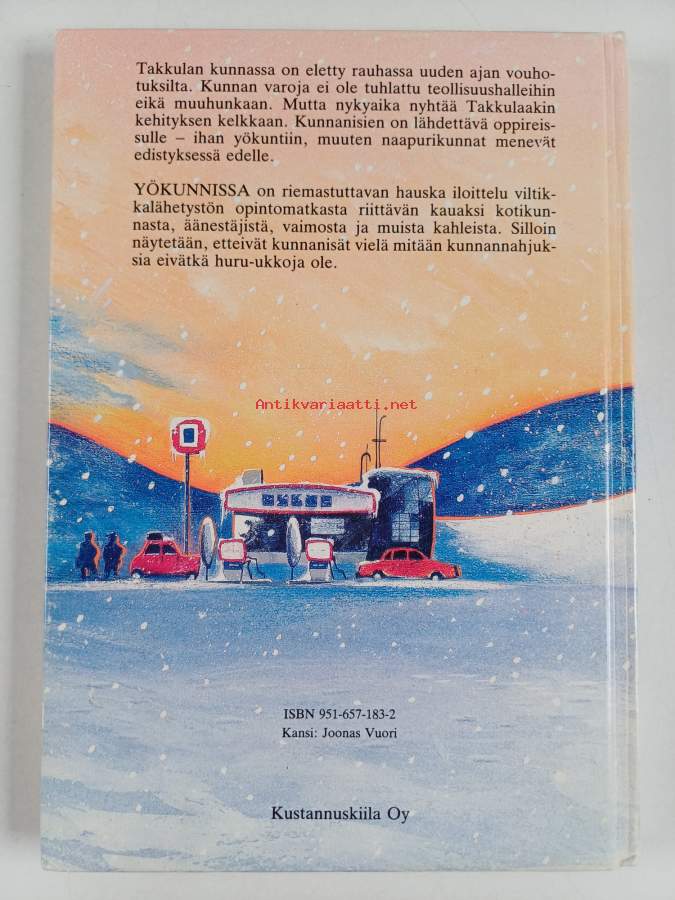 Takkulan kunnassa on eletty rauhassa uuden ajan vouho-
tuksilta. Kunnan varoja ei ole tuhlattu teollisuushalleihin
eikä muuhunkaan. Mutta nykyaika nyhtää Takkulaakin
kehityksen kelkkaan. Kunnanisien on lähdettävä oppireis-
sulle – ihan yökuntiin, muuten naapurikunnat menevät
edistyksessä edelle.
YÖKUNNISSA on riemastuttavan hauska iloittelu viltik-
kalähetystön opintomatkasta riittävän kauaksi kotikun-
nasta, äänestäjistä, vaimosta ja muista kahleista. Silloin
näytetään, etteivät kunnanisät vielä mitään kunnannahjuk-
sia eivätkä huru-ukkoja ole.
Antikvariaatti.net
ISBN 951-657-183-2
Kansi: Joonas Vuori
Kustannuskiila Oy